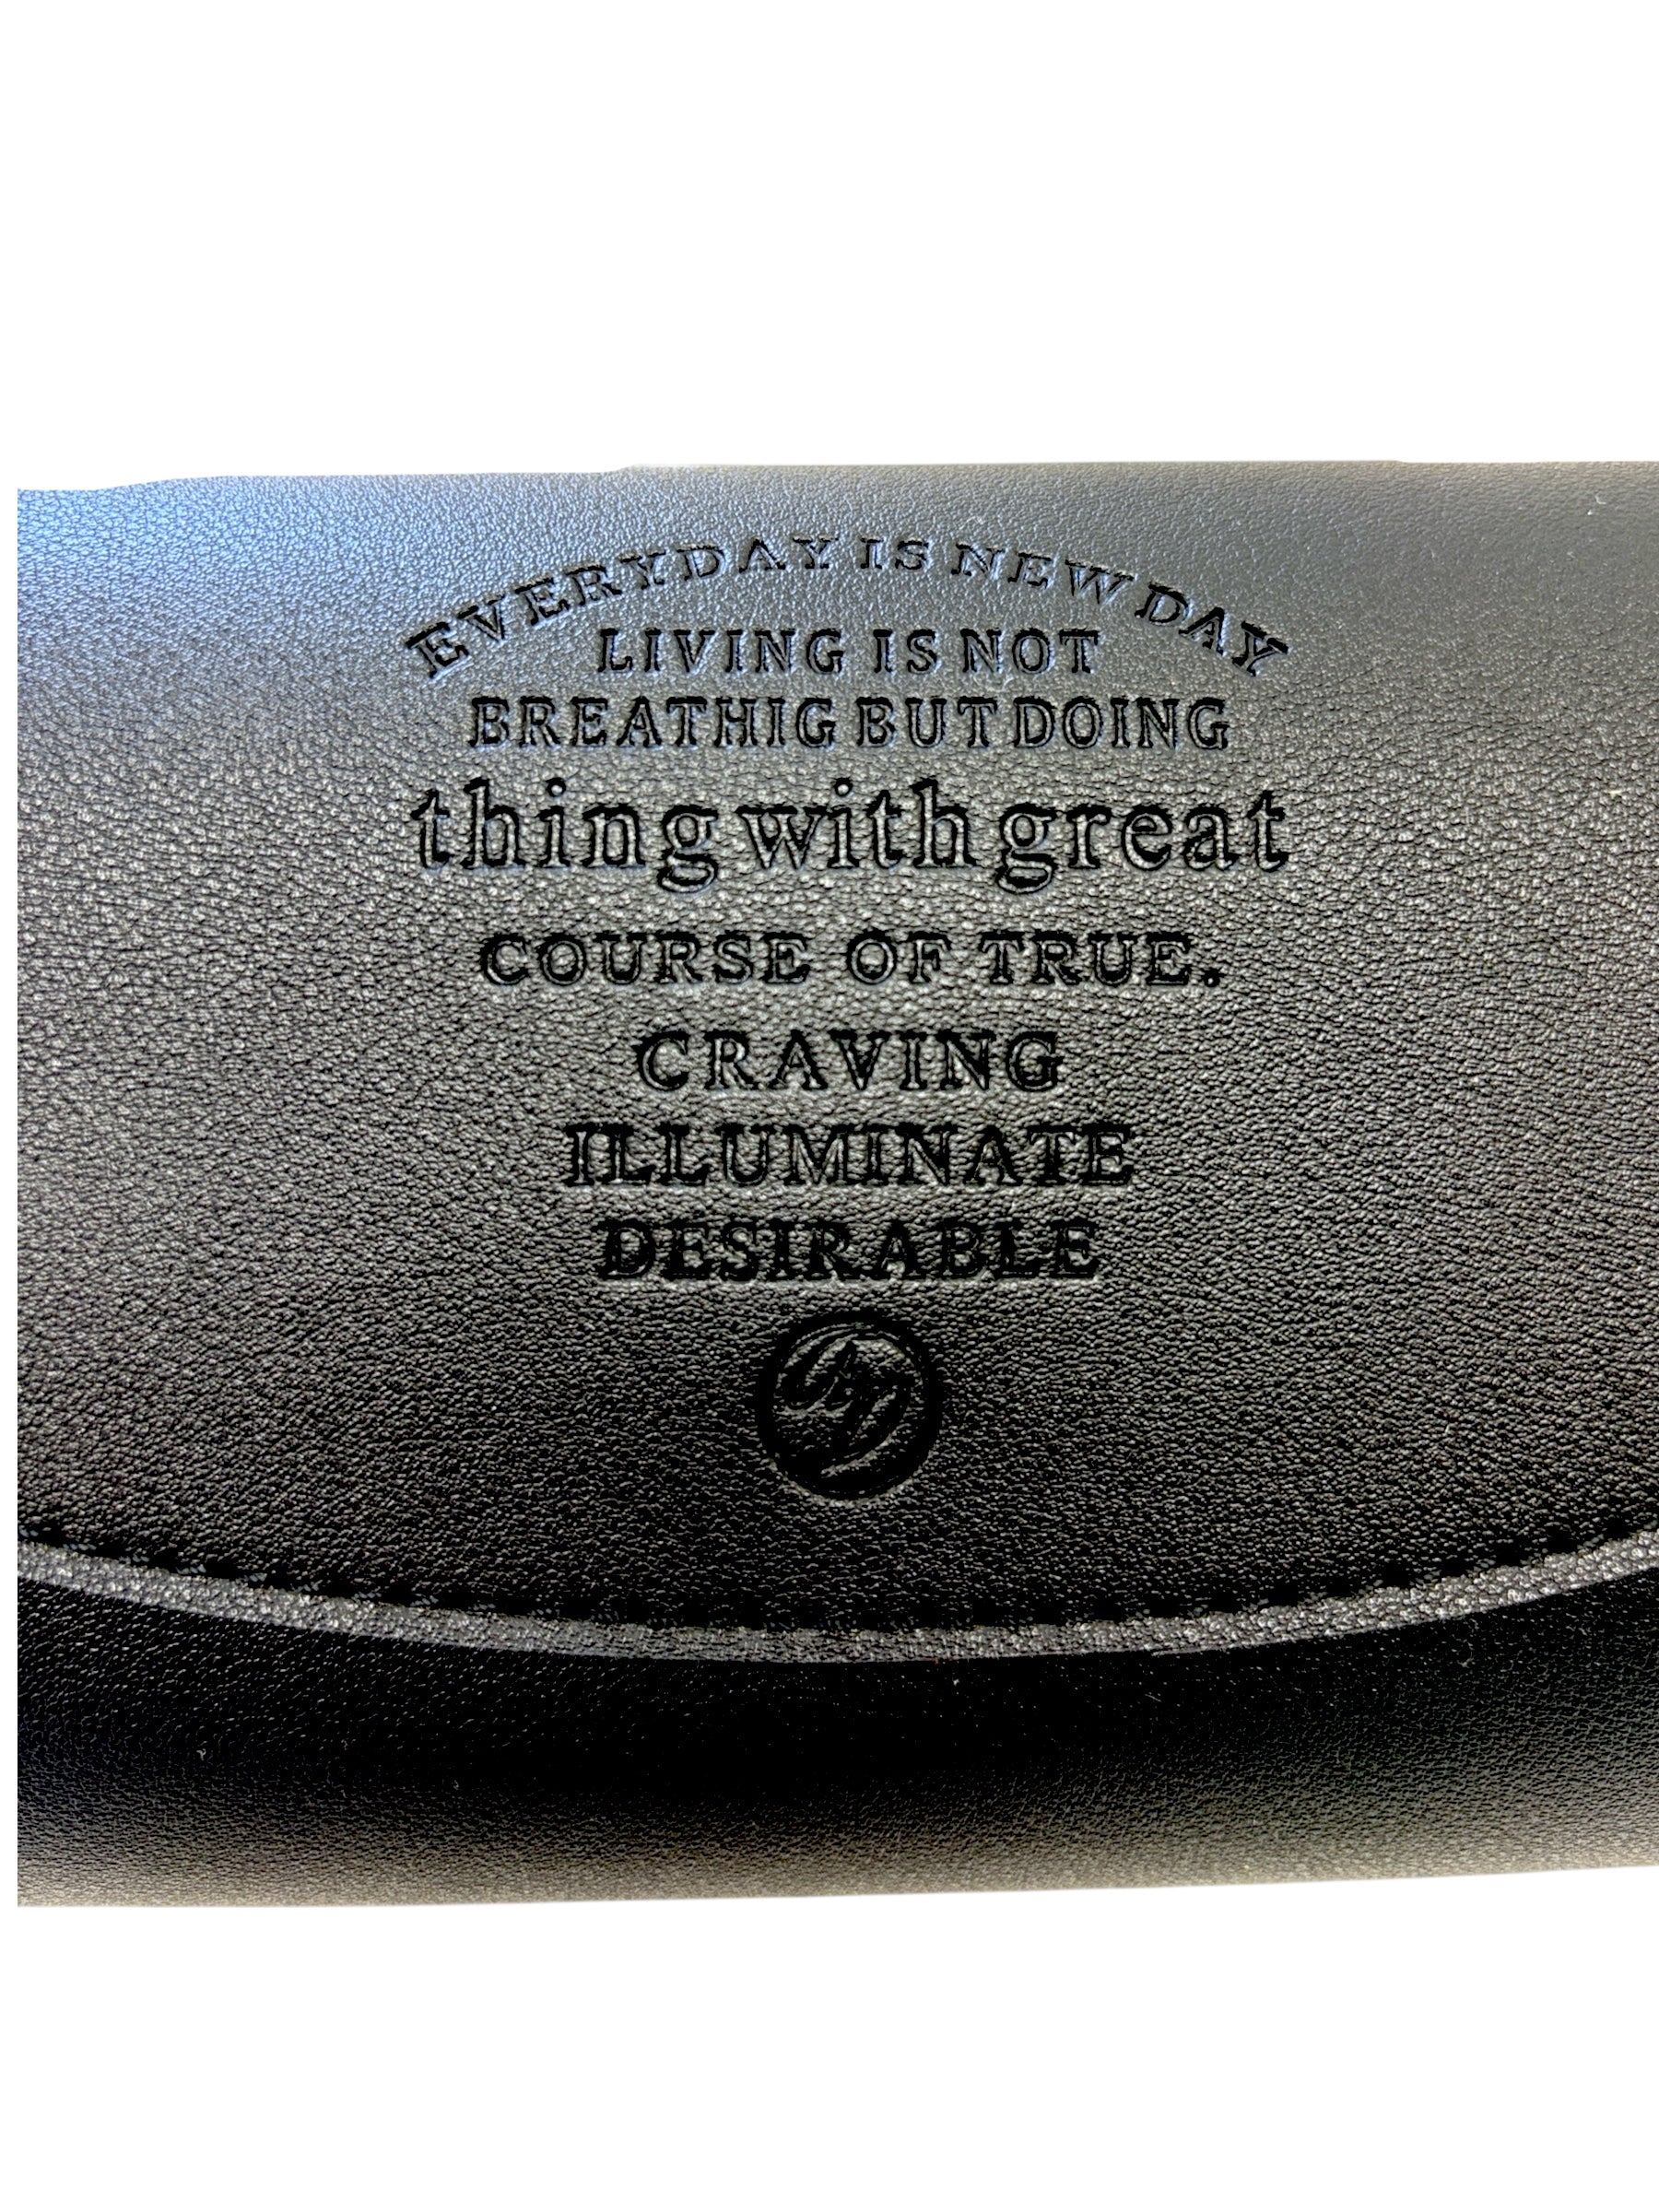 EVERYDAY IS NEW DAY
LIVING IS NOT
BREATHIG BUT DOING
thing with great
COURSE OF TRUE.
CRAVING
ILLUMINATE
DESIRABLE